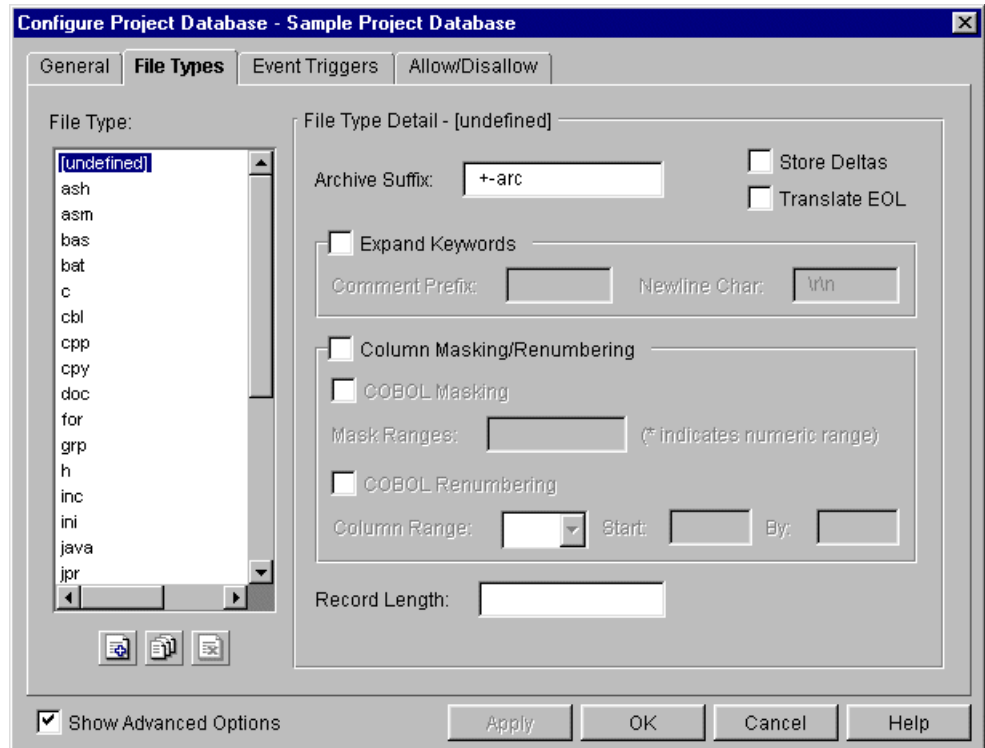 Configure Project Database - Sample Project Database
General File Types Event Triggers Allow/Disallow
File Type:
[undefined]
ash
asm
bas
bat
c
cbl
cpp
cpy
doc
for
grp
h
inc
ini
java
jpr
File Type Detail - [undefined]
Archive Suffix: +-arc
Store Deltas
Translate EOL
Expand Keywords
Comment Prefix: Newline Char: \r\n
Column Masking/Renumbering
COBOL Masking
Mask Ranges: (* indicates numeric range)
COBOL Renumbering
Column Range: Start: By:
Record Length:
Show Advanced Options
Apply OK Cancel Help